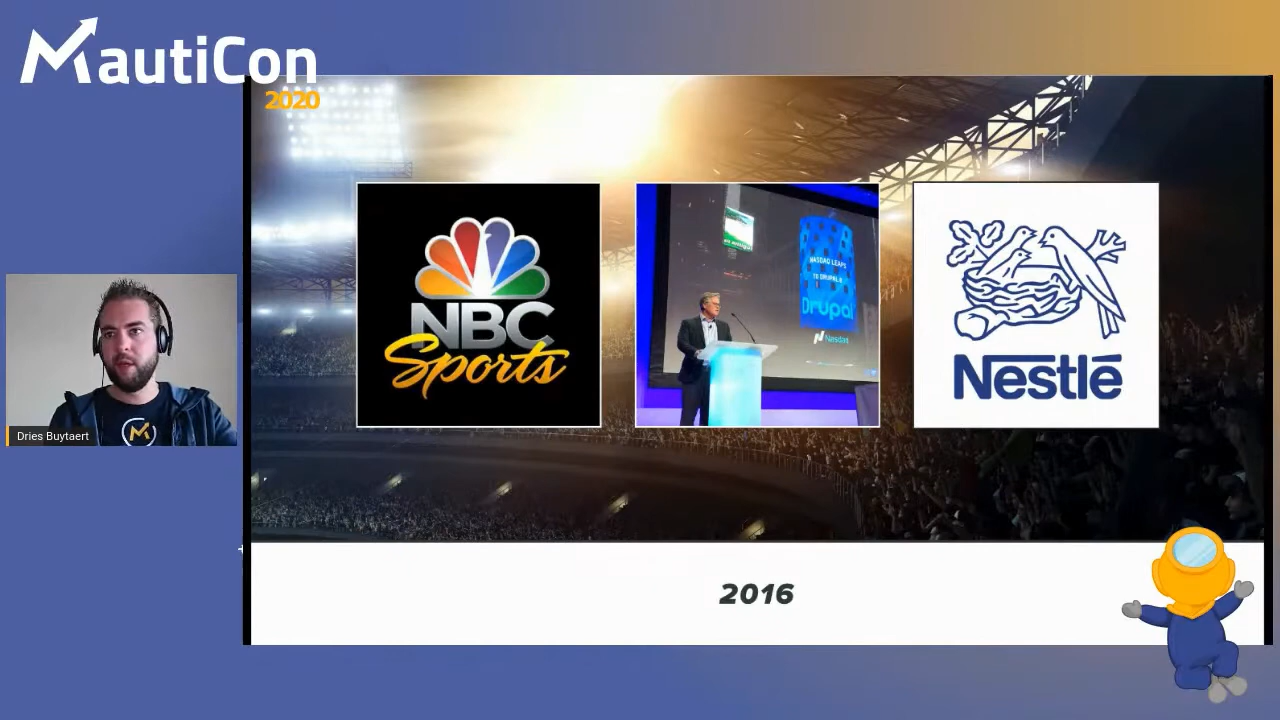 MautiCon
2020
NBC
Sports
NASDAQ LEAPS
TO DRUPAL 8
Drupal
Nasdaq
Nestlé
Dries Buytaert
2016